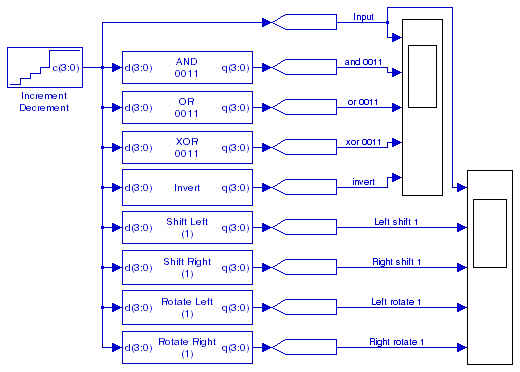 Input
c(3:0)
Increment
Decrement
d(3:0) AND q(3:0) and 0011
0011
d(3:0) OR q(3:0) or 0011
0011
d(3:0) XOR q(3:0) xor 0011
0011
d(3:0) Invert q(3:0) invert
d(3:0) Shift Left q(3:0) Left shift 1
(1)
d(3:0) Shift Right q(3:0) Right shift 1
(1)
d(3:0) Rotate Left q(3:0) Left rotate 1
(1)
d(3:0) Rotate Right q(3:0) Right rotate 1
(1)